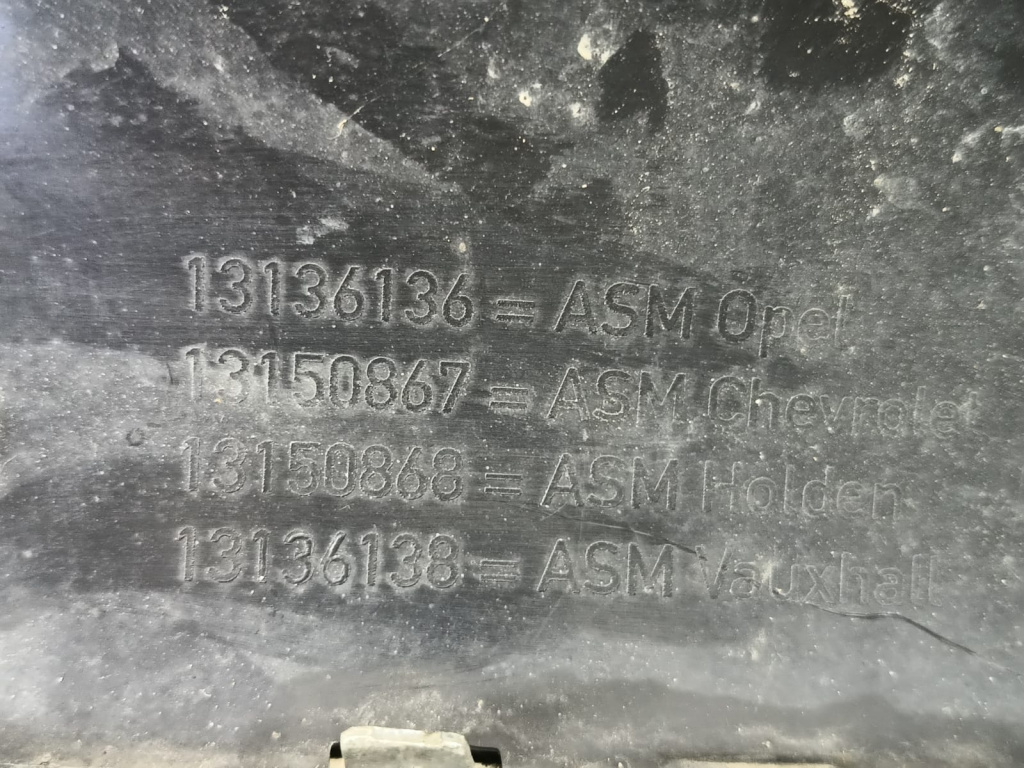 13136136 = ASM Opel
13150867 = ASM Chevrolet
13150868 = ASM Holden
13136138 = ASM Vauxhall